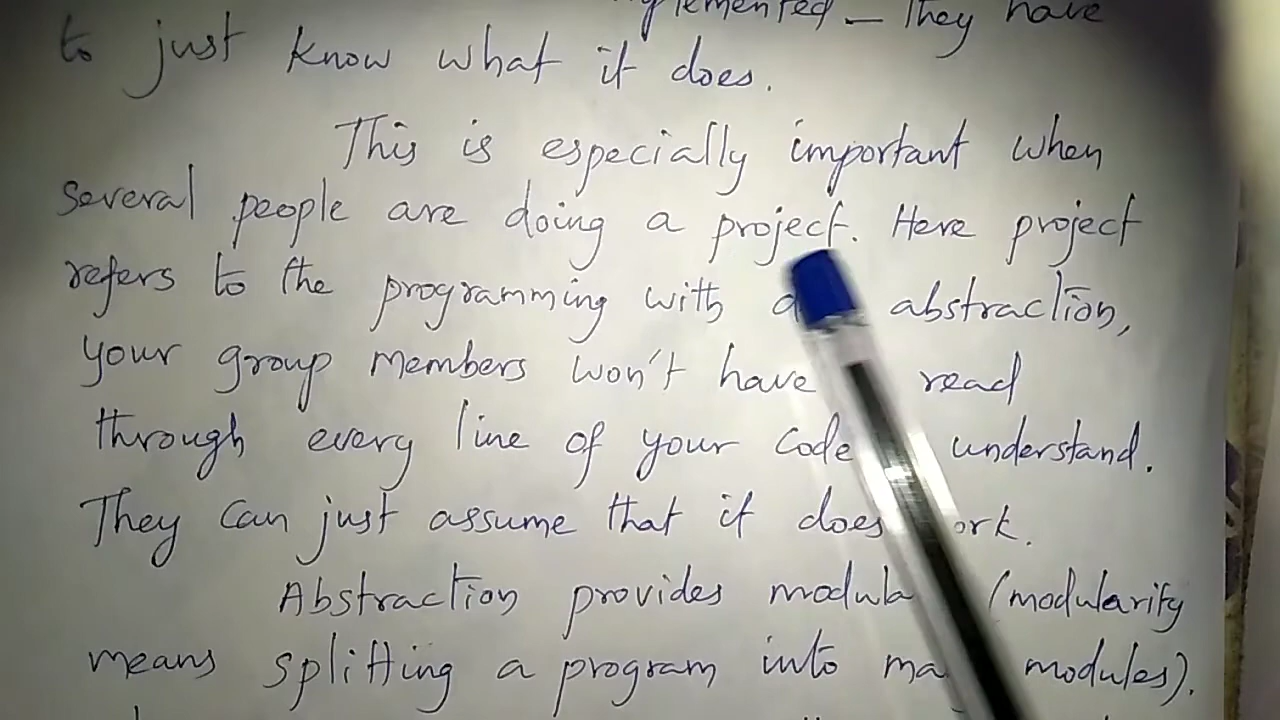 They have
to just know what it does.
This is especially important when
several people are doing a project. Here project
refers to the programming with abstraction,
your group members won't have read
through every line of your code understand.
They can just assume that it does
Abstraction provides (modularity
means splitting a program into modules).